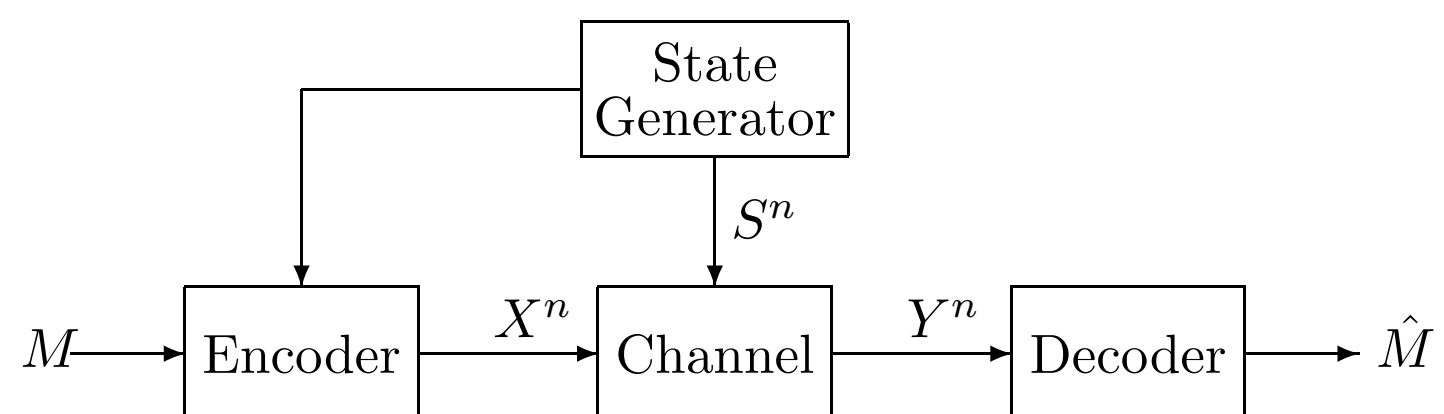 State
Generator
S^n
M
Encoder
X^n
Channel
Y^n
Decoder
M̂